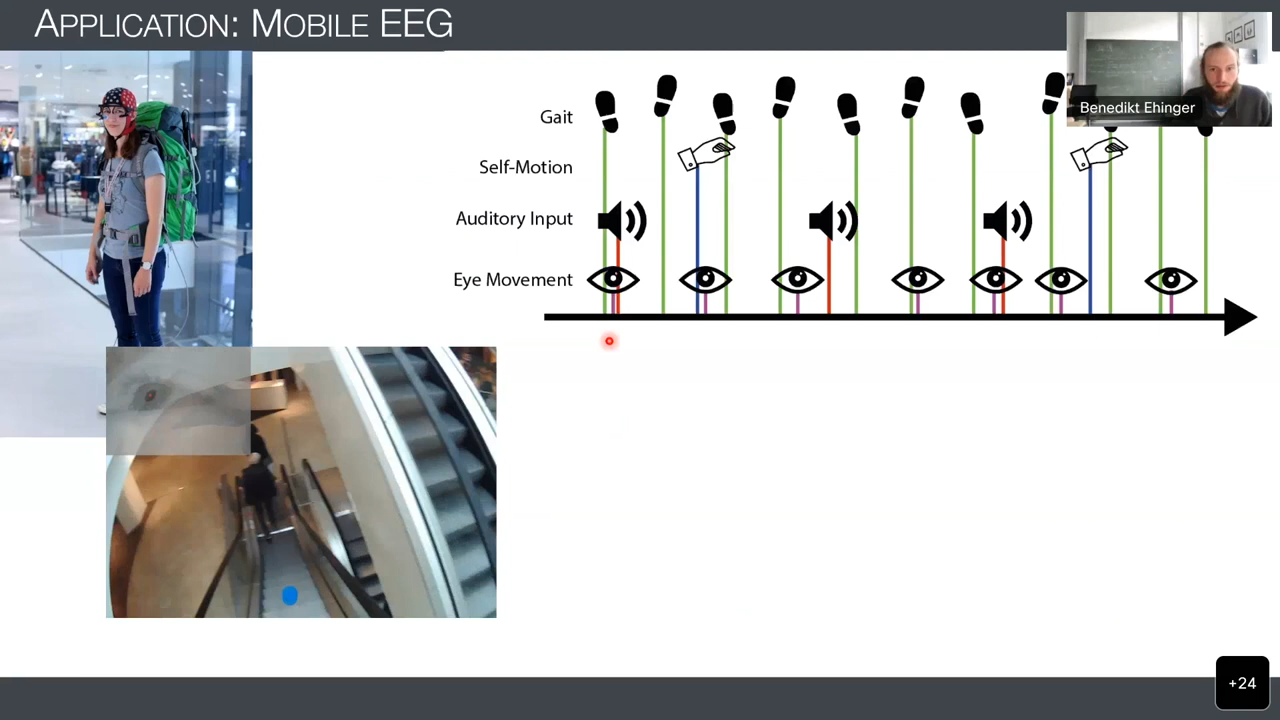 APPLICATION: MOBILE EEG
Benedikt Ehinger
Gait
Self-Motion
Auditory Input
Eye Movement
+24